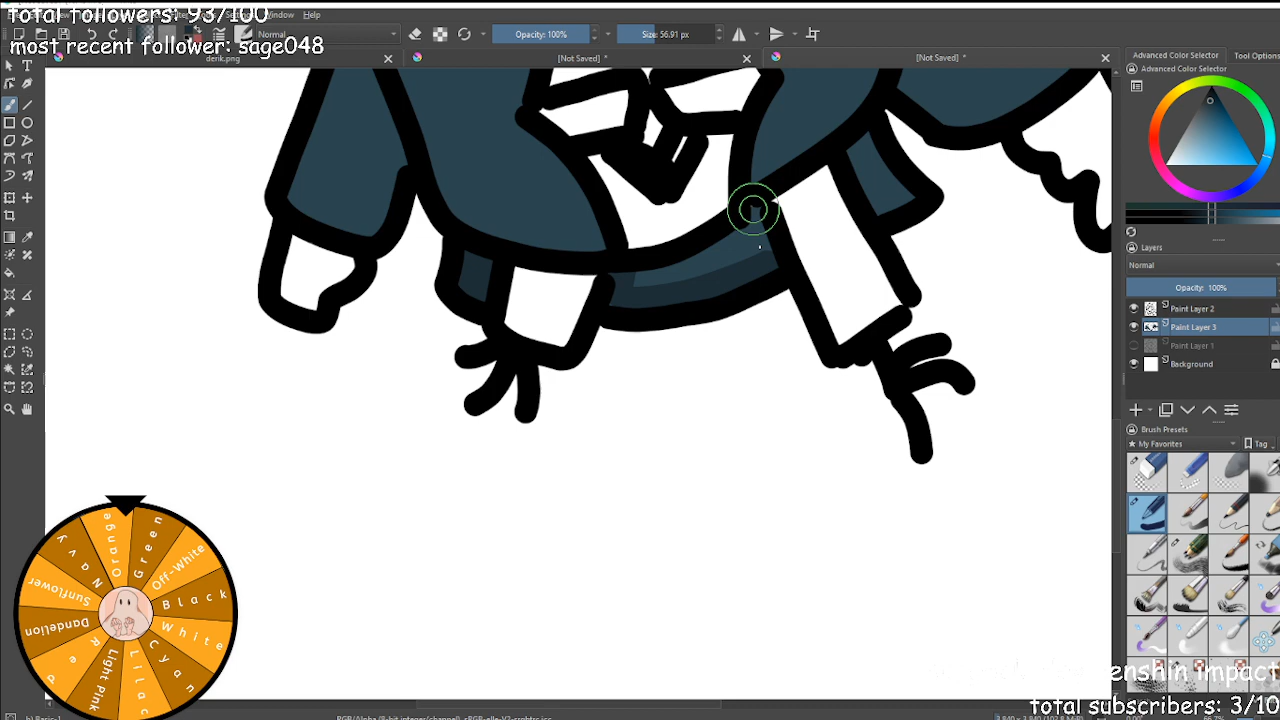 total followers: 93/100
Window
Help
most recent follower: sage048
Normal
Opacity: 100%
Size: 56.91 px
derik.png
[Not Saved] *
[Not Saved] *
Advanced Color Selector
Tool Options
Advanced Color Selector
Layers
Normal
Opacity: 100%
Paint Layer 2
Paint Layer 3
Paint Layer 1
Background
Brush Presets
My Favorites
Tag
Orange
Green
Off-White
Black
White
Cyan
Lilac
Light Pink
Red
Dandelion
Sunflower
Navy
enshin impact
total subscribers: 3/10